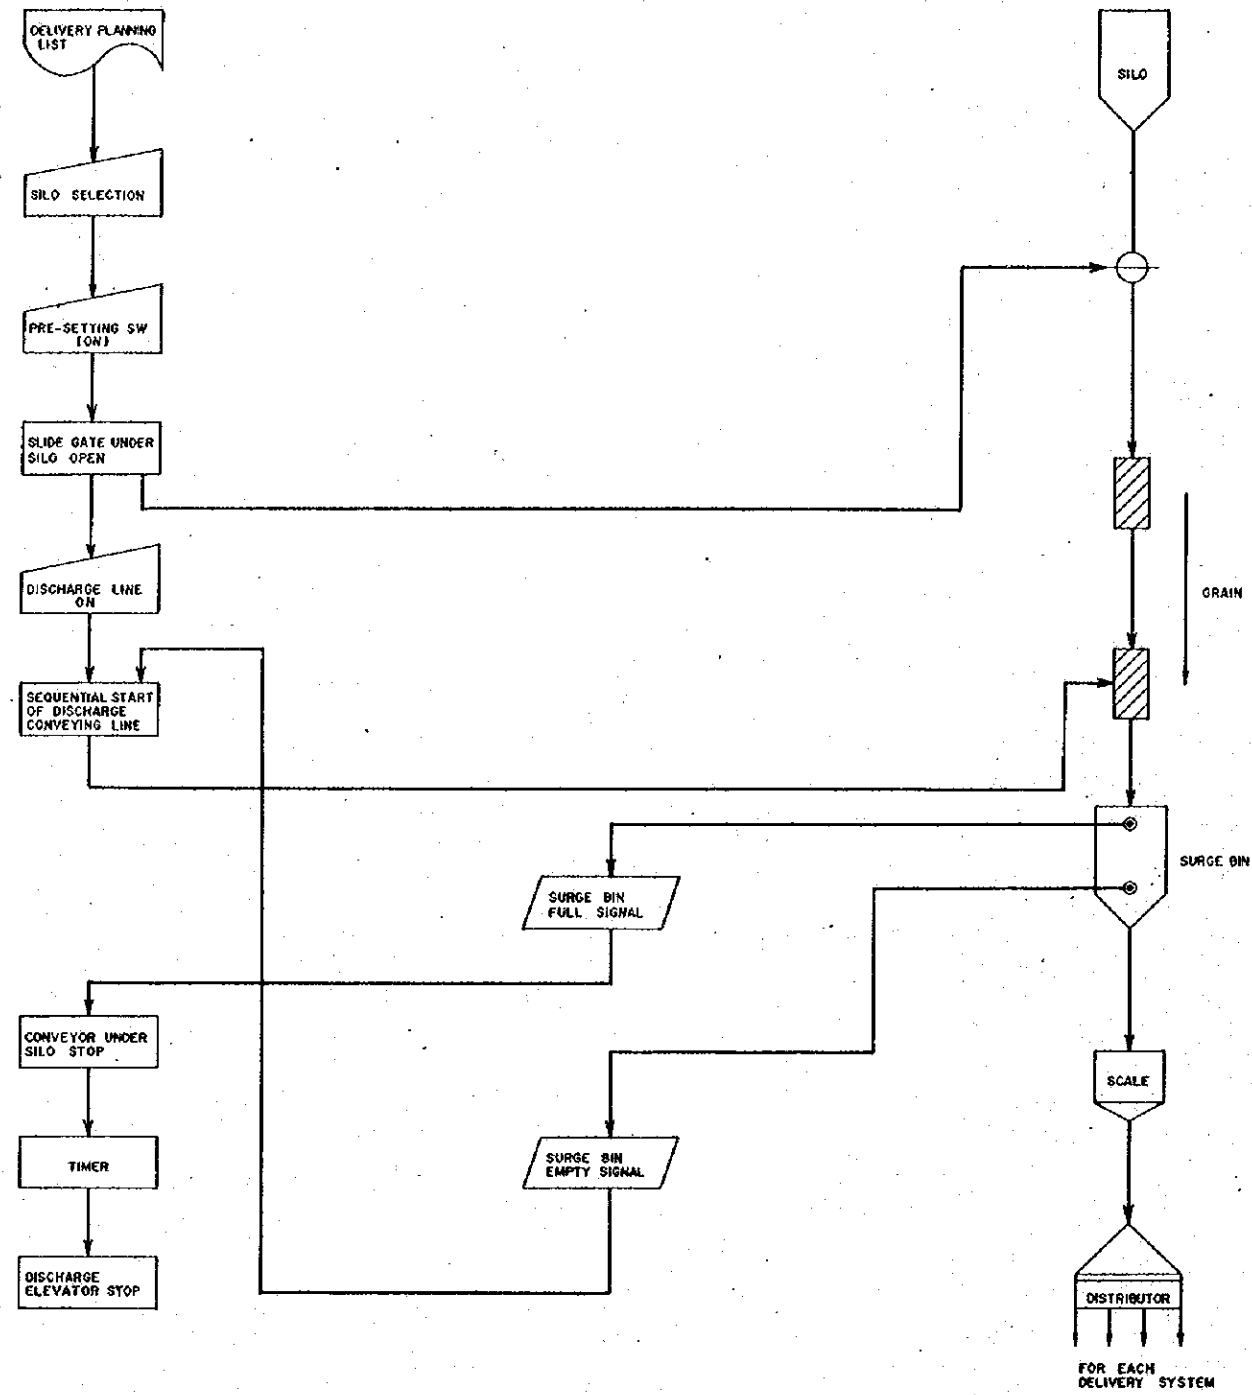 DELIVERY PLANNING
LIST
SILO SELECTION
PRE-SETTING SW
(ON)
SLIDE GATE UNDER
SILO OPEN
DISCHARGE LINE
ON
SEQUENTIAL START
OF DISCHARGE
CONVEYING LINE
CONVEYOR UNDER
SILO STOP
TIMER
DISCHARGE
ELEVATOR STOP
SURGE BIN
FULL SIGNAL
SURGE BIN
EMPTY SIGNAL
SILO
GRAIN
SURGE BIN
SCALE
DISTRIBUTOR
FOR EACH
DELIVERY SYSTEM